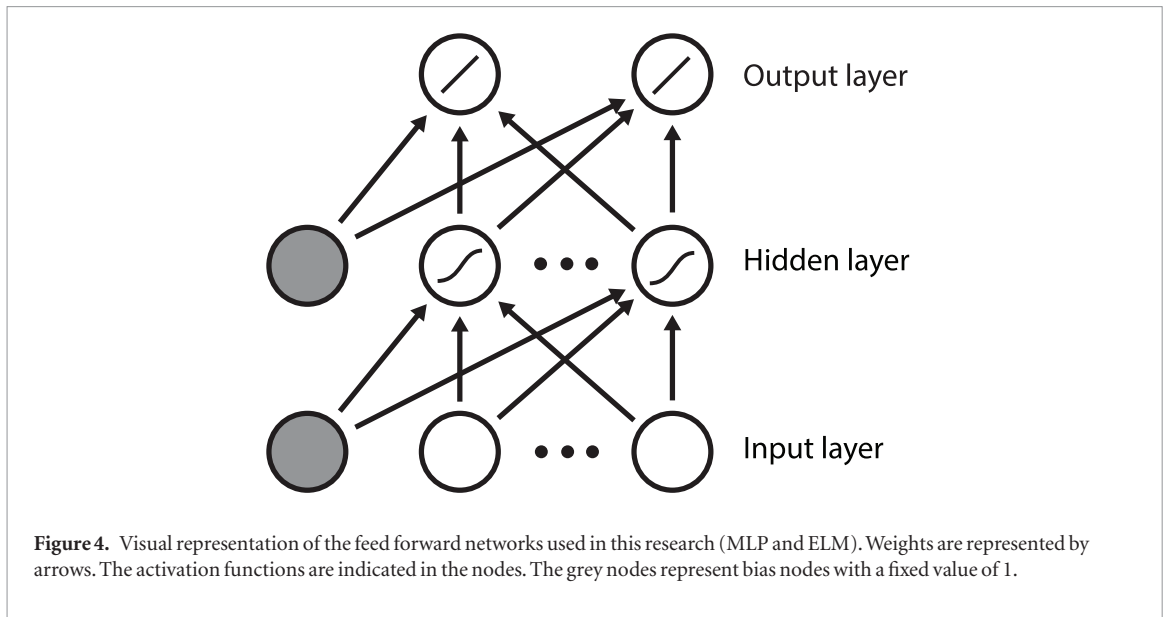 Output layer
Hidden layer
Input layer
Figure 4. Visual representation of the feed forward networks used in this research (MLP and ELM). Weights are represented by
arrows. The activation functions are indicated in the nodes. The grey nodes represent bias nodes with a fixed value of 1.